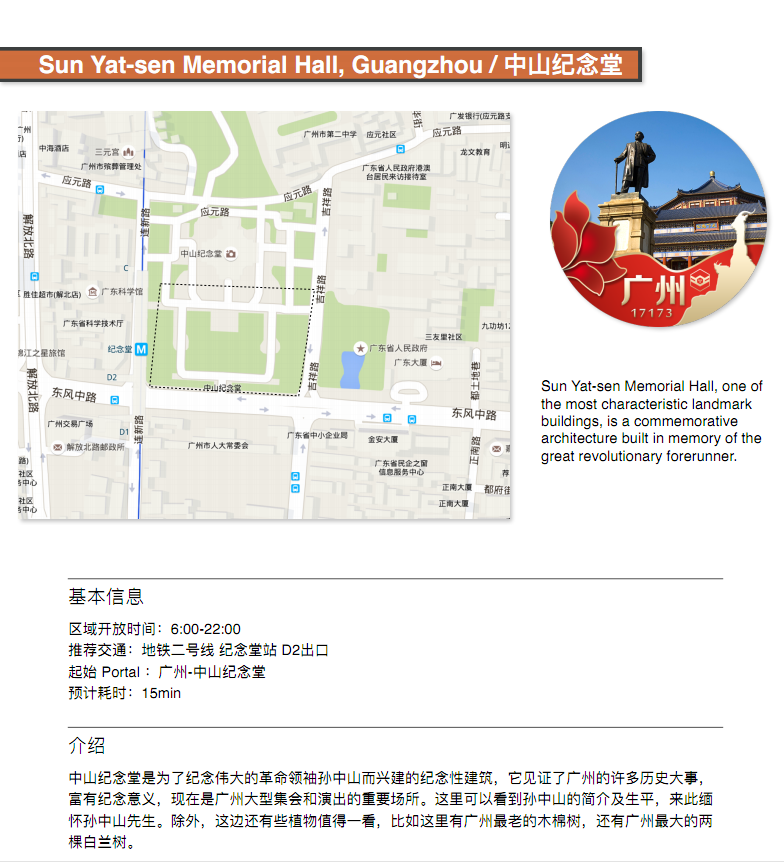 Sun Yat-sen Memorial Hall, Guangzhou / 中山纪念堂
广发银行(应元路支
广州市第二中学
应元社区
应元路
中海酒店
三元宫
广州市殡葬管理处
龙文教育
广东省人民政府港澳
台居民来访接待室
应元路
应元路
应元路
吉祥路
解放北路
连新路
中山纪念堂
C
广东科学馆
胜佳超市(解北店)
吉祥路
广东省科学技术厅
纪念堂
三友里社区
九功坊12
广东省人民政府
广东大厦
锦江之星旅馆
D2
吉祥路
都土地巷
解放北路
中山纪念堂
东风中路
东风中路
广州交易广场
D1
连新路
解放北路邮政所
广州市人大常委会
广东省中小企业局
金安大厦
正南路
广东省民企之窗
信息服务中心
正南大厦
都府街
正南大厦
广州
17173
Sun Yat-sen Memorial Hall, one of
the most characteristic landmark
buildings, is a commemorative
architecture built in memory of the
great revolutionary forerunner.
基本信息
区域开放时间：6:00-22:00
推荐交通：地铁二号线 纪念堂站 D2出口
起始 Portal ：广州-中山纪念堂
预计耗时：15min
介绍
中山纪念堂是为了纪念伟大的革命领袖孙中山而兴建的纪念性建筑，它见证了广州的许多历史大事，
富有纪念意义，现在是广州大型集会和演出的重要场所。这里可以看到孙中山的简介及生平，来此缅
怀孙中山先生。除外，这边还有些植物值得一看，比如这里有广州最老的木棉树，还有广州最大的两
棵白兰树。